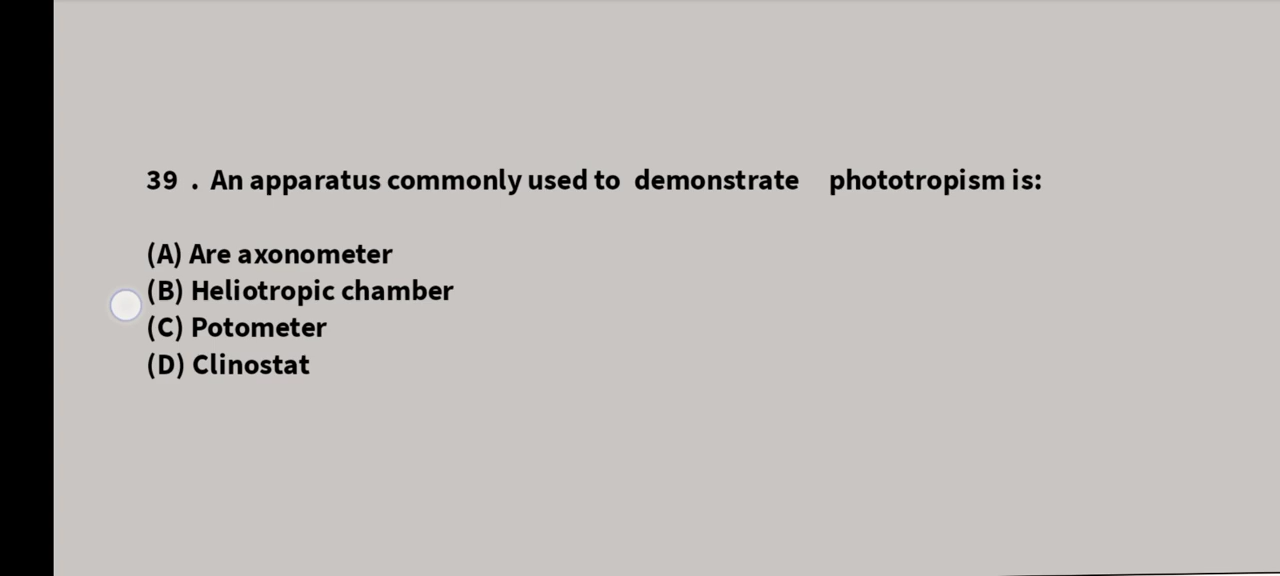 39 . An apparatus commonly used to demonstrate phototropism is:
(A) Are axonometer
(B) Heliotropic chamber
(C) Potometer
(D) Clinostat